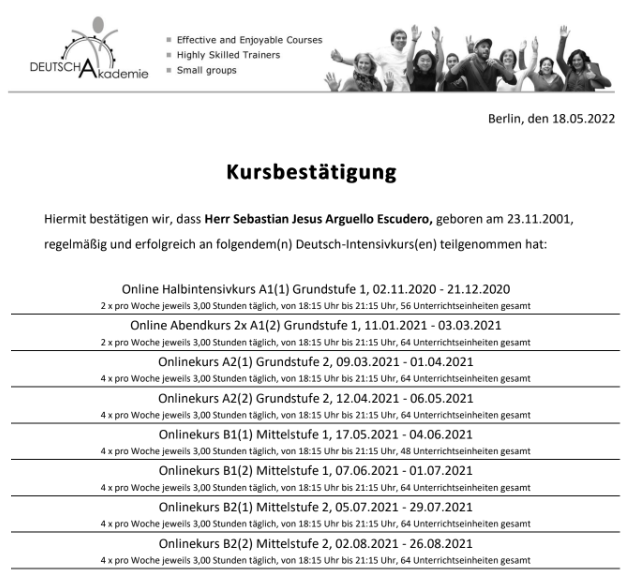 DEUTSCHAkademie
Effective and Enjoyable Courses
Highly Skilled Trainers
Small groups
Berlin, den 18.05.2022
Kursbestätigung
Hiermit bestätigen wir, dass Herr Sebastian Jesus Arguello Escudero, geboren am 23.11.2001,
regelmäßig und erfolgreich an folgendem(n) Deutsch-Intensivkurs(en) teilgenommen hat:
Online Halbintensivkurs A1(1) Grundstufe 1, 02.11.2020 - 21.12.2020
2 x pro Woche jeweils 3,00 Stunden täglich, von 18:15 Uhr bis 21:15 Uhr, 56 Unterrichtseinheiten gesamt
Online Abendkurs 2x A1(2) Grundstufe 1, 11.01.2021 - 03.03.2021
2 x pro Woche jeweils 3,00 Stunden täglich, von 18:15 Uhr bis 21:15 Uhr, 64 Unterrichtseinheiten gesamt
Onlinekurs A2(1) Grundstufe 2, 09.03.2021 - 01.04.2021
4 x pro Woche jeweils 3,00 Stunden täglich, von 18:15 Uhr bis 21:15 Uhr, 64 Unterrichtseinheiten gesamt
Onlinekurs A2(2) Grundstufe 2, 12.04.2021 - 06.05.2021
4 x pro Woche jeweils 3,00 Stunden täglich, von 18:15 Uhr bis 21:15 Uhr, 64 Unterrichtseinheiten gesamt
Onlinekurs B1(1) Mittelstufe 1, 17.05.2021 - 04.06.2021
4 x pro Woche jeweils 3,00 Stunden täglich, von 18:15 Uhr bis 21:15 Uhr, 48 Unterrichtseinheiten gesamt
Onlinekurs B1(2) Mittelstufe 1, 07.06.2021 - 01.07.2021
4 x pro Woche jeweils 3,00 Stunden täglich, von 18:15 Uhr bis 21:15 Uhr, 64 Unterrichtseinheiten gesamt
Onlinekurs B2(1) Mittelstufe 2, 05.07.2021 - 29.07.2021
4 x pro Woche jeweils 3,00 Stunden täglich, von 18:15 Uhr bis 21:15 Uhr, 64 Unterrichtseinheiten gesamt
Onlinekurs B2(2) Mittelstufe 2, 02.08.2021 - 26.08.2021
4 x pro Woche jeweils 3,00 Stunden täglich, von 18:15 Uhr bis 21:15 Uhr, 64 Unterrichtseinheiten gesamt